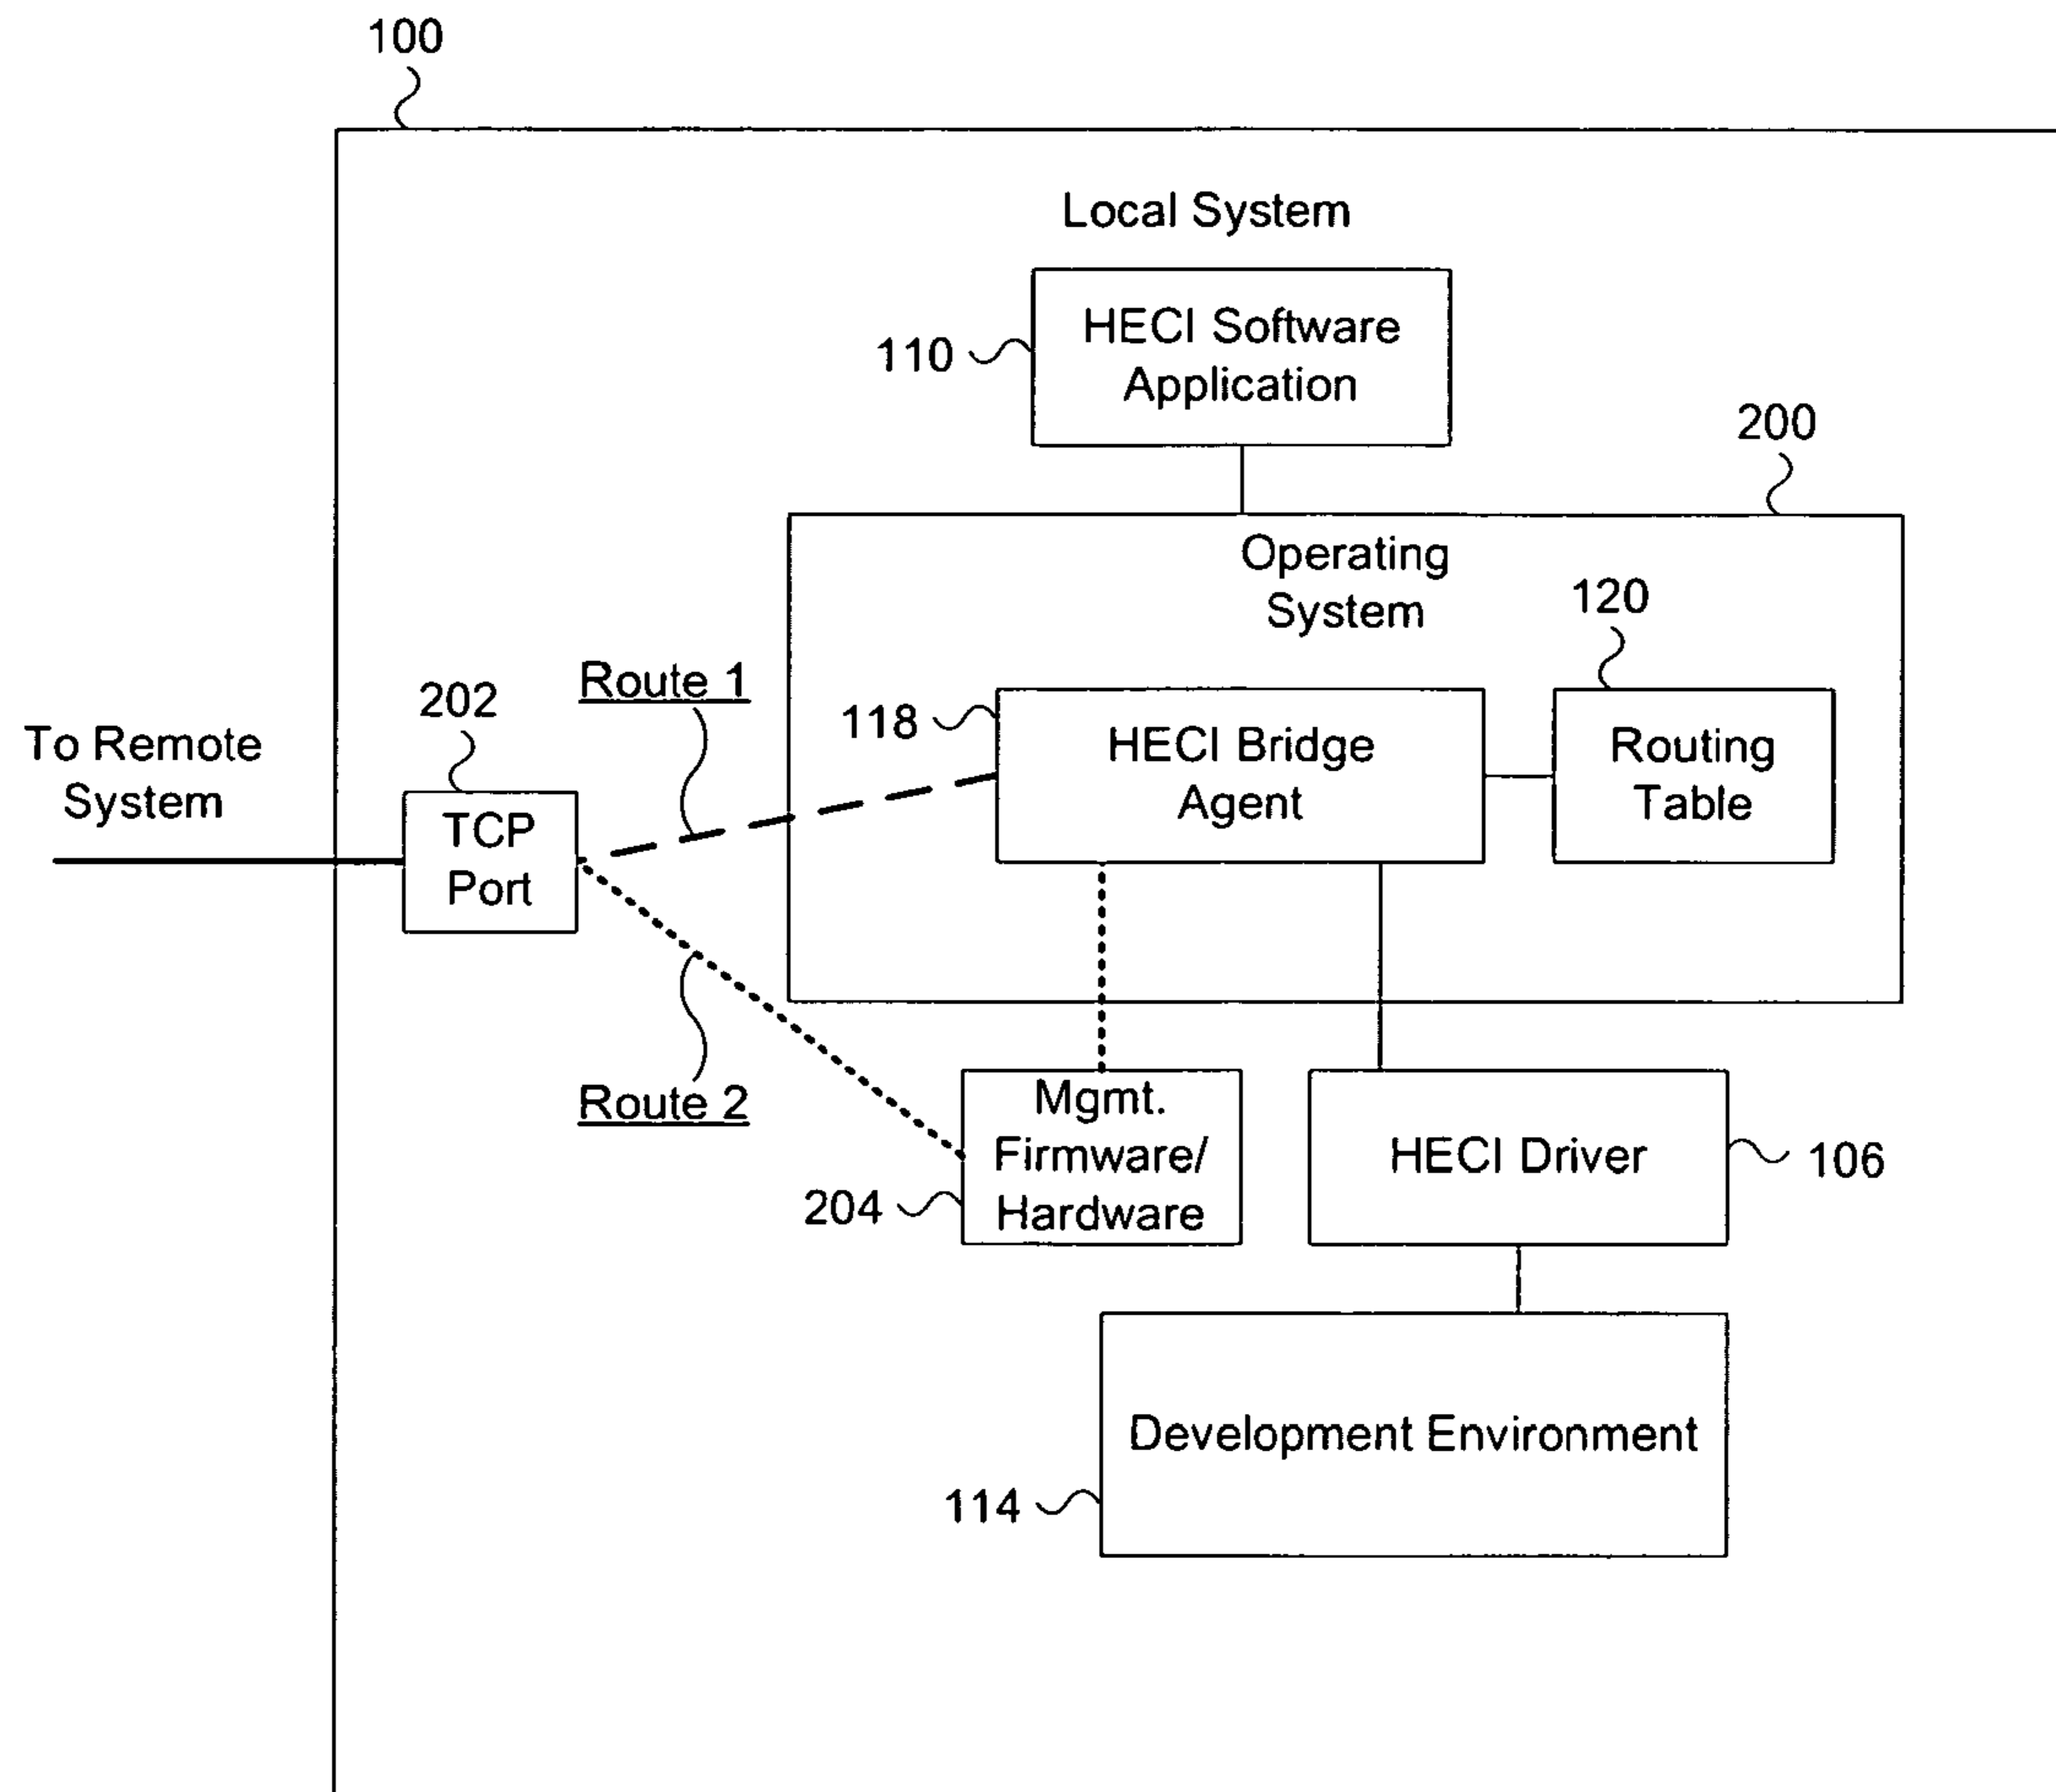 100
Local System
HECI Software
Application
110
200
Operating
System
120
Route 1
202
118
HECI Bridge
Agent
Routing
Table
To Remote
System
TCP
Port
Route 2
Mgmt.
Firmware/
Hardware
204
HECI Driver
106
Development Environment
114